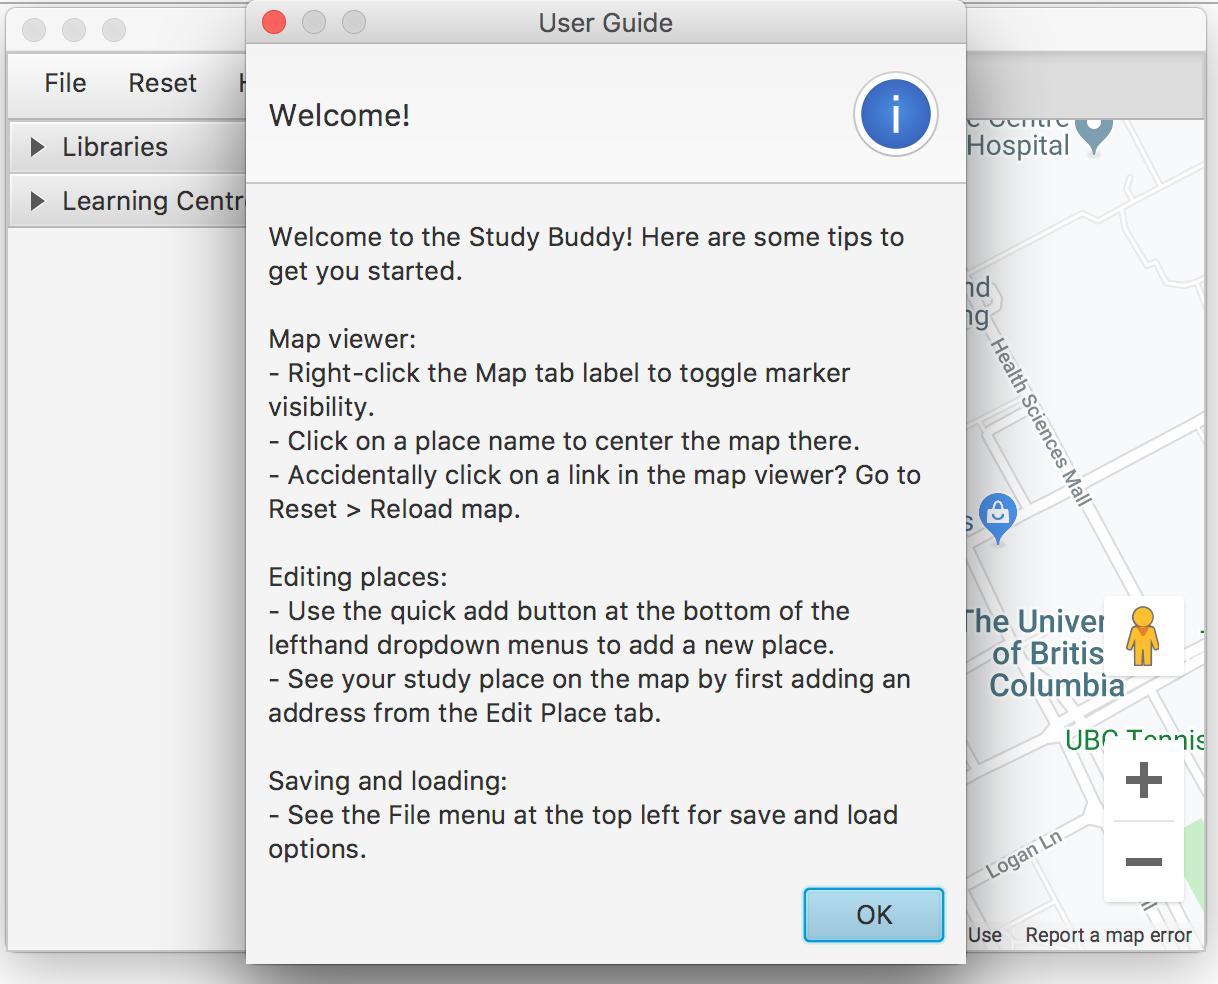 User Guide
File Reset
Welcome!
Libraries
Learning
Welcome to the Study Buddy! Here are some tips to
get you started.
Map viewer:
- Right-click the Map tab label to toggle marker
visibility.
- Click on a place name to center the map there.
- Accidentally click on a link in the map viewer? Go to
Reset > Reload map.
Editing places:
- Use the quick add button at the bottom of the
lefthand dropdown menus to add a new place.
- See your study place on the map by first adding an
address from the Edit Place tab.
Saving and loading:
- See the File menu at the top left for save and load
options.
OK
Centre
Hospital
Health Sciences Mall
The Univer
of Britis
Columbia
UBC Tennis
Logan Ln
Use Report a map error